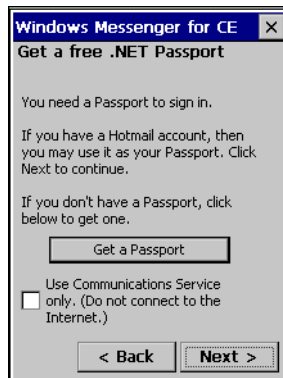 Windows Messenger for CE
Get a free .NET Passport
You need a Passport to sign in.
If you have a Hotmail account, then
you may use it as your Passport. Click
Next to continue.
If you don't have a Passport, click
below to get one.
Get a Passport
Use Communications Service
only. (Do not connect to the
Internet.)
< Back Next >